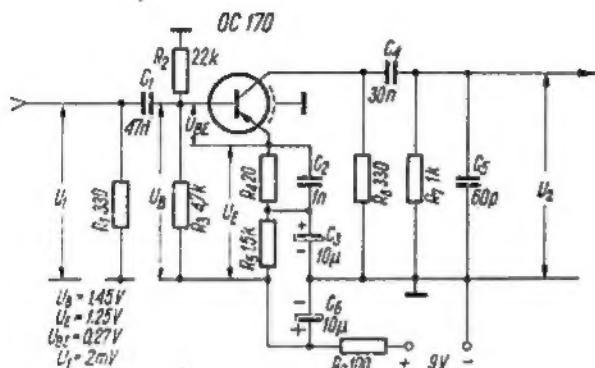 OC 170
R2 22k
C1
47n
C4
30n
UBE
U1
R1 330
UB
R3 4,7k
UE
R4 20
C2
1n
R5 1,5k
+ C3
- 10µ
R6 330
R7 1k
C5
60p
U2
UB = 1.45V
UE = 1.25V
UBE = 0,27V
U1 = 2mV
- C6
+ 10µ
100
+ 9V -